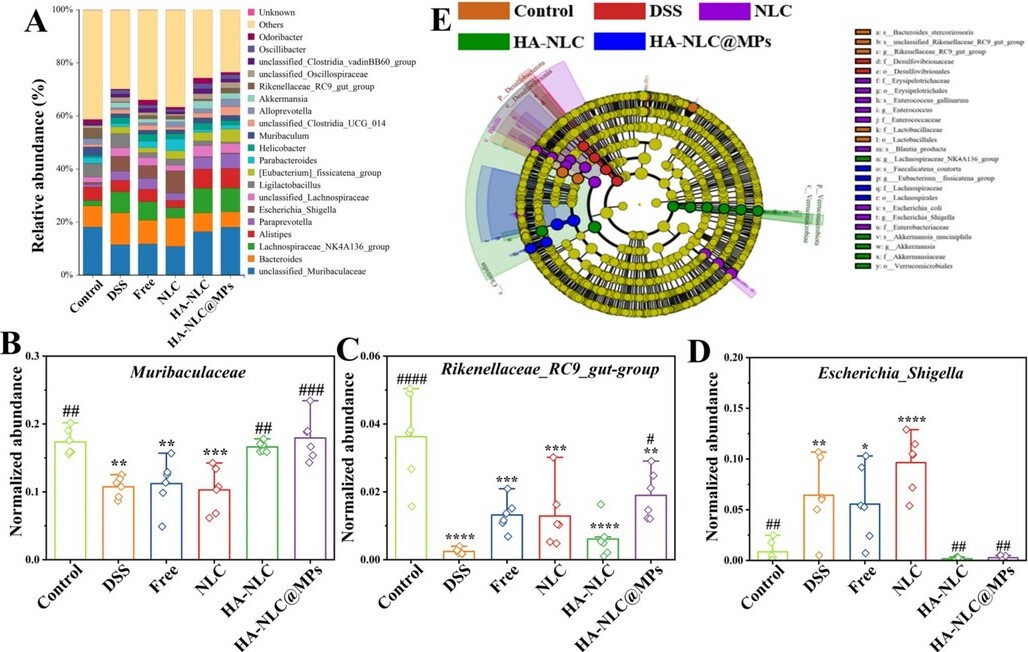 A
Relative abundance (%)
100%
80%
60%
40%
20%
0%
Control
DSS
Free
NLC
HA-NLC
HA-NLC@MPs
Unknown
Others
Odoribacter
Oscillibacter
unclassified_Clostridia_vadinBB60_group
unclassified_Oscillospiraceae
Rikenellaceae_RC9_gut_group
Akkermansia
Alloprevotella
unclassified_Clostridia_UCG_014
Muribaculum
Helicobacter
Parabacteroides
[Eubacterium]_fissicatena_group
Ligilactobacillus
unclassified_Lachnospiraceae
Escherichia_Shigella
Paraprevotella
Alistipes
Lachnospiraceae_NK4A136_group
Bacteroides
unclassified_Muribaculaceae
E
Control
DSS
NLC
HA-NLC
HA-NLC@MPs
a: s__Bacteroides_stercorirosoris
b: s__unclassified_Rikenellaceae_RC9_gut_group
c: g__Rikenellaceae_RC9_gut_group
d: f__Desulfovibrionaceae
e: o__Desulfovibrionales
f: f__Erysipelotrichaceae
g: o__Erysipelotrichales
h: s__Enterococcus_gallinarum
i: g__Enterococcus
j: f__Enterococcaceae
k: f__Lactobacillaceae
l: o__Lactobacillales
m: s__Blautia_producta
n: g__Lachnospiraceae_NK4A136_group
o: s__Faecalicatena_contorta
p: g__Eubacterium__fissicatena_group
q: f__Lachnospiraceae
r: o__Lachnospirales
s: s__Escherichia_coli
t: g__Escherichia_Shigella
u: f__Enterobacteriaceae
v: s__Akkermansia_muciniphila
w: g__Akkermansia
x: f__Akkermansiaceae
y: o__Verrucomicrobiales
p__Verrucomicrobiota
c__Verrucomicrobiae
B
Normalized abundance
Muribaculaceae
0.3
0.2
0.1
0.0
##
**
**
***
##
###
Control
DSS
Free
NLC
HA-NLC
HA-NLC@MPs
C
Normalized abundance
Rikenellaceae_RC9_gut-group
0.06
0.04
0.02
0.00
####
****
***
***
****
#
**
Control
DSS
Free
NLC
HA-NLC
HA-NLC@MPs
D
Normalized abundance
Escherichia_Shigella
0.20
0.15
0.10
0.05
0.00
##
**
*
****
##
##
Control
DSS
Free
NLC
HA-NLC
HA-NLC@MPs